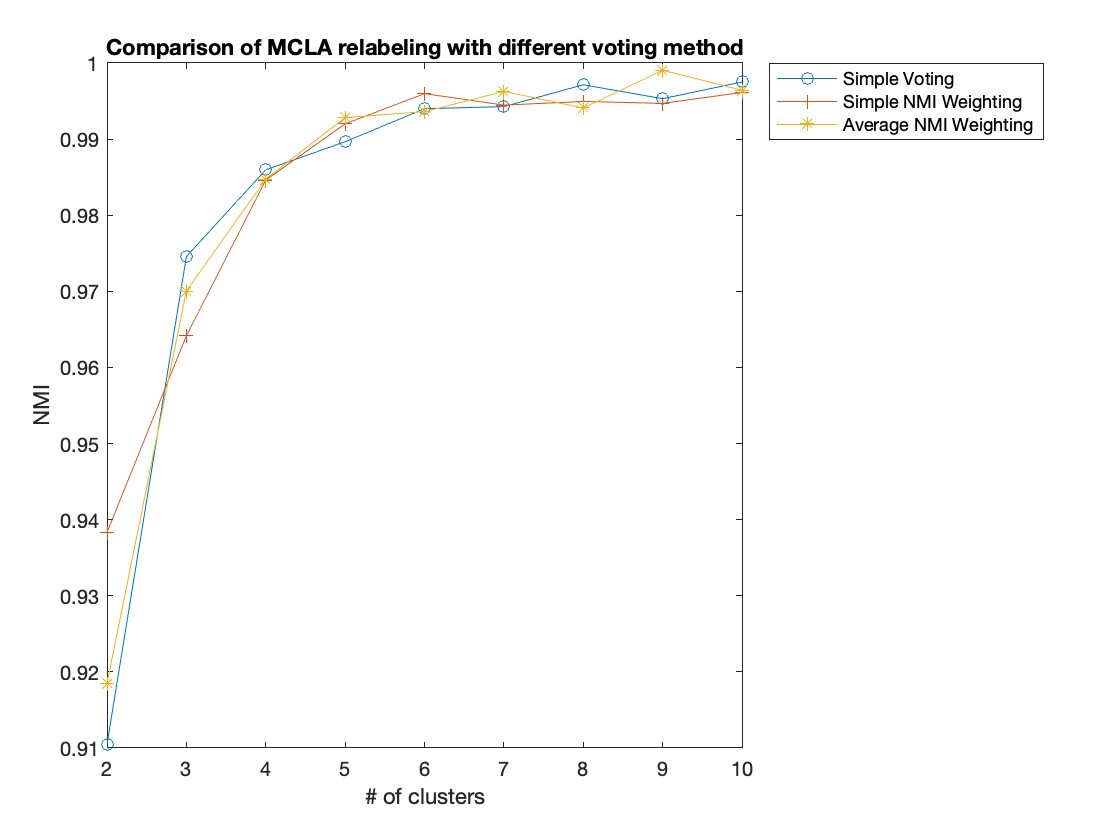 Comparison of MCLA relabeling with different voting method
1
0.99
0.98
0.97
0.96
0.95
0.94
0.93
0.92
0.91
NMI
2 3 4 5 6 7 8 9 10
# of clusters
Simple Voting
Simple NMI Weighting
Average NMI Weighting